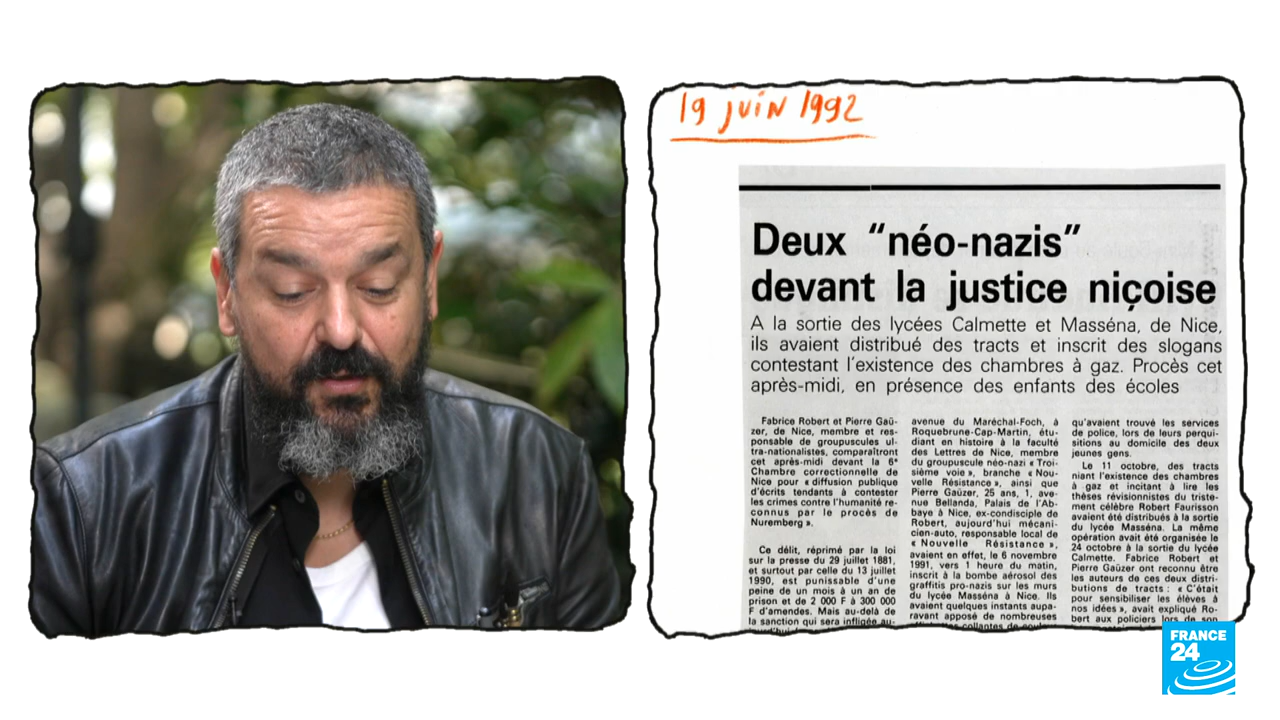 19 juin 1992
Deux “néo-nazis”
devant la justice niçoise
A la sortie des lycées Calmette et Masséna, de Nice,
ils avaient distribué des tracts et inscrit des slogans
contestant l'existence des chambres à gaz. Procès cet
après-midi, en présence des enfants des écoles
Fabrice Robert et Pierre Gaü-
zer, de Nice, membre et res-
ponsable de groupuscules ul-
tra-nationalistes, comparaîtront
cet après-midi devant la 6e
Chambre correctionnelle de
Nice pour « diffusion publique
d'écrits tendants à contester
les crimes contre l'humanité re-
connus par le procès de
Nuremberg ».
Ce délit, réprimé par la loi
sur la presse du 29 juillet 1881,
et surtout par celle du 13 juillet
1990, est punissable d'une
peine de un mois à un an de
prison et de 2 000 F à 300 000
F d'amendes. Mais au-delà de
la sanction qui sera infligée au-
avenue du Maréchal-Foch, à
Roquebrune-Cap-Martin, étu-
diant en histoire à la faculté
des Lettres de Nice, membre
du groupuscule néo-nazi « Troi-
sième voie », branche « Nou-
velle Résistance », ainsi que
Pierre Gaüzer, 25 ans, 1, ave-
nue Bellanda, Palais de l'Ab-
baye à Nice, ex-condisciple de
Robert, aujourd'hui mécani-
cien-auto, responsable local de
« Nouvelle Résistance »,
avaient en effet, le 6 novembre
1991, vers 1 heure du matin,
inscrit à la bombe aérosol des
graffitis pro-nazis sur les murs
du lycée Masséna à Nice. Ils
avaient quelques instants aupa-
ravant apposé de nombreuses
qu'avaient trouvé les services
de police, lors de leurs perqui-
sitions au domicile des deux
jeunes gens.
Le 11 octobre, des tracts
niant l'existence des chambres
à gaz et incitant à lire les
thèses révisionnistes du triste-
ment célèbre Robert Faurisson
avaient été distribués à la sortie
du lycée Masséna. La même
opération avait été organisée le
24 octobre à la sortie du lycée
Calmette. Fabrice Robert et
Pierre Gaüzer ont reconnu être
les auteurs de ces deux distri-
butions de tracts : « C'était
pour sensibiliser les élèves à
nos idées », avait expliqué Ro-
bert aux policiers lors de son
FRANCE
24